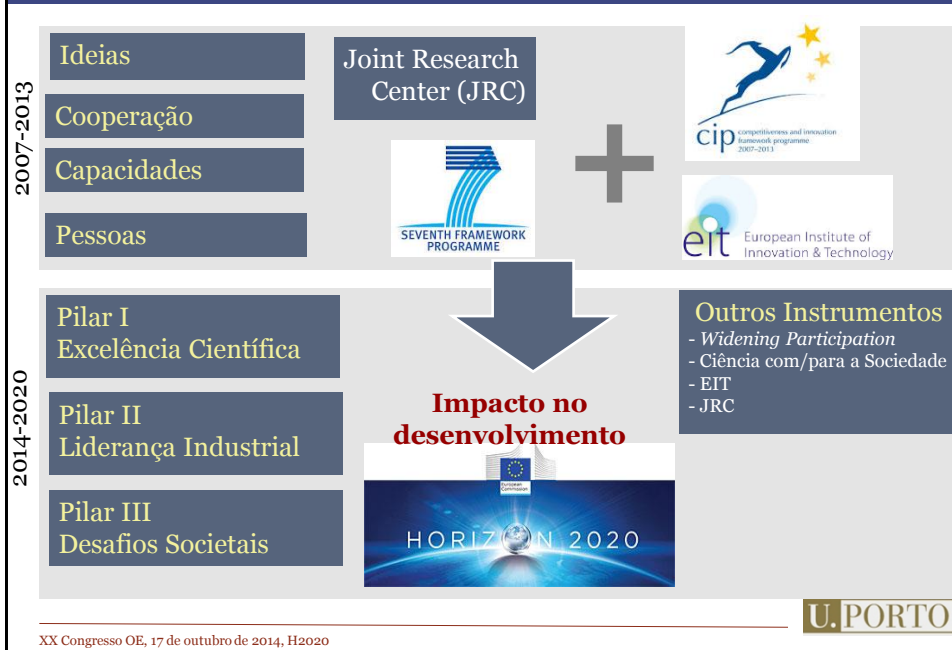 2007-2013
Ideias
Cooperação
Capacidades
Pessoas
Joint Research
Center (JRC)
SEVENTH FRAMEWORK
PROGRAMME
cip competitiveness and innovation
framework programme
2007-2013
eit European Institute of
Innovation & Technology
2014-2020
Pilar I
Excelência Científica
Pilar II
Liderança Industrial
Pilar III
Desafios Societais
Impacto no
desenvolvimento
European
Commission
HORIZON 2020
Outros Instrumentos
- Widening Participation
- Ciência com/para a Sociedade
- EIT
- JRC
XX Congresso OE, 17 de outubro de 2014, H2020
U. PORTO